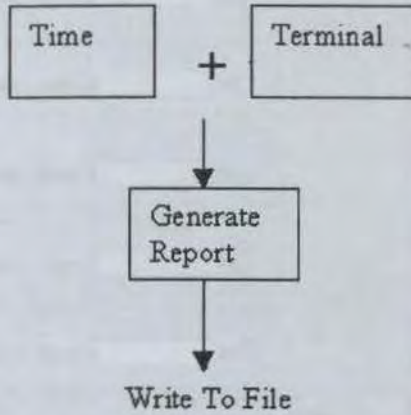 Time
+
Terminal
Generate
Report
Write To File